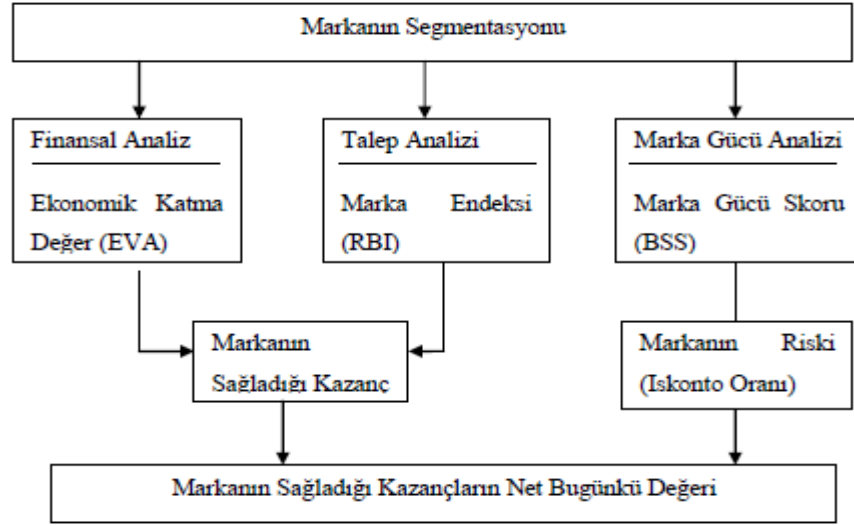 Markanın Segmentasyonu
Finansal Analiz
Ekonomik Katma
Değer (EVA)
Talep Analizi
Marka Endeksi
(RBI)
Marka Gücü Analizi
Marka Gücü Skoru
(BSS)
Markanın
Sağladığı Kazanç
Markanın Riski
(Iskonto Oranı)
Markanın Sağladığı Kazançların Net Bugünkü Değeri